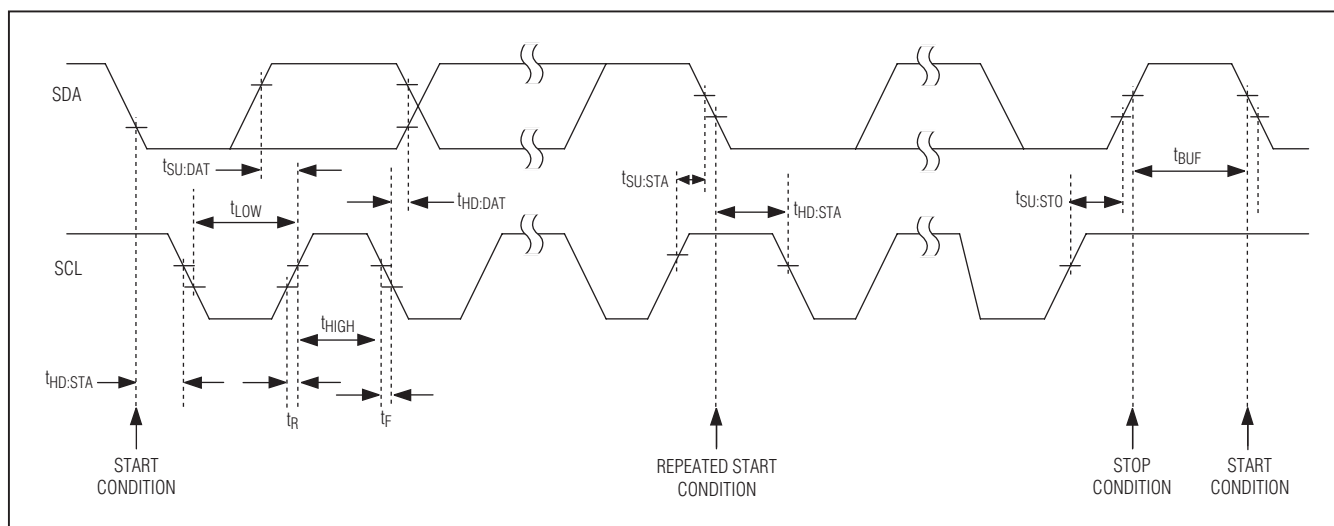 SDA
tSU:DAT
tLOW
tHD:DAT
tSU:STA
tHD:STA
tSU:STO
tBUF
SCL
tHIGH
tHD:STA
tR
tF
START
CONDITION
REPEATED START
CONDITION
STOP
CONDITION
START
CONDITION